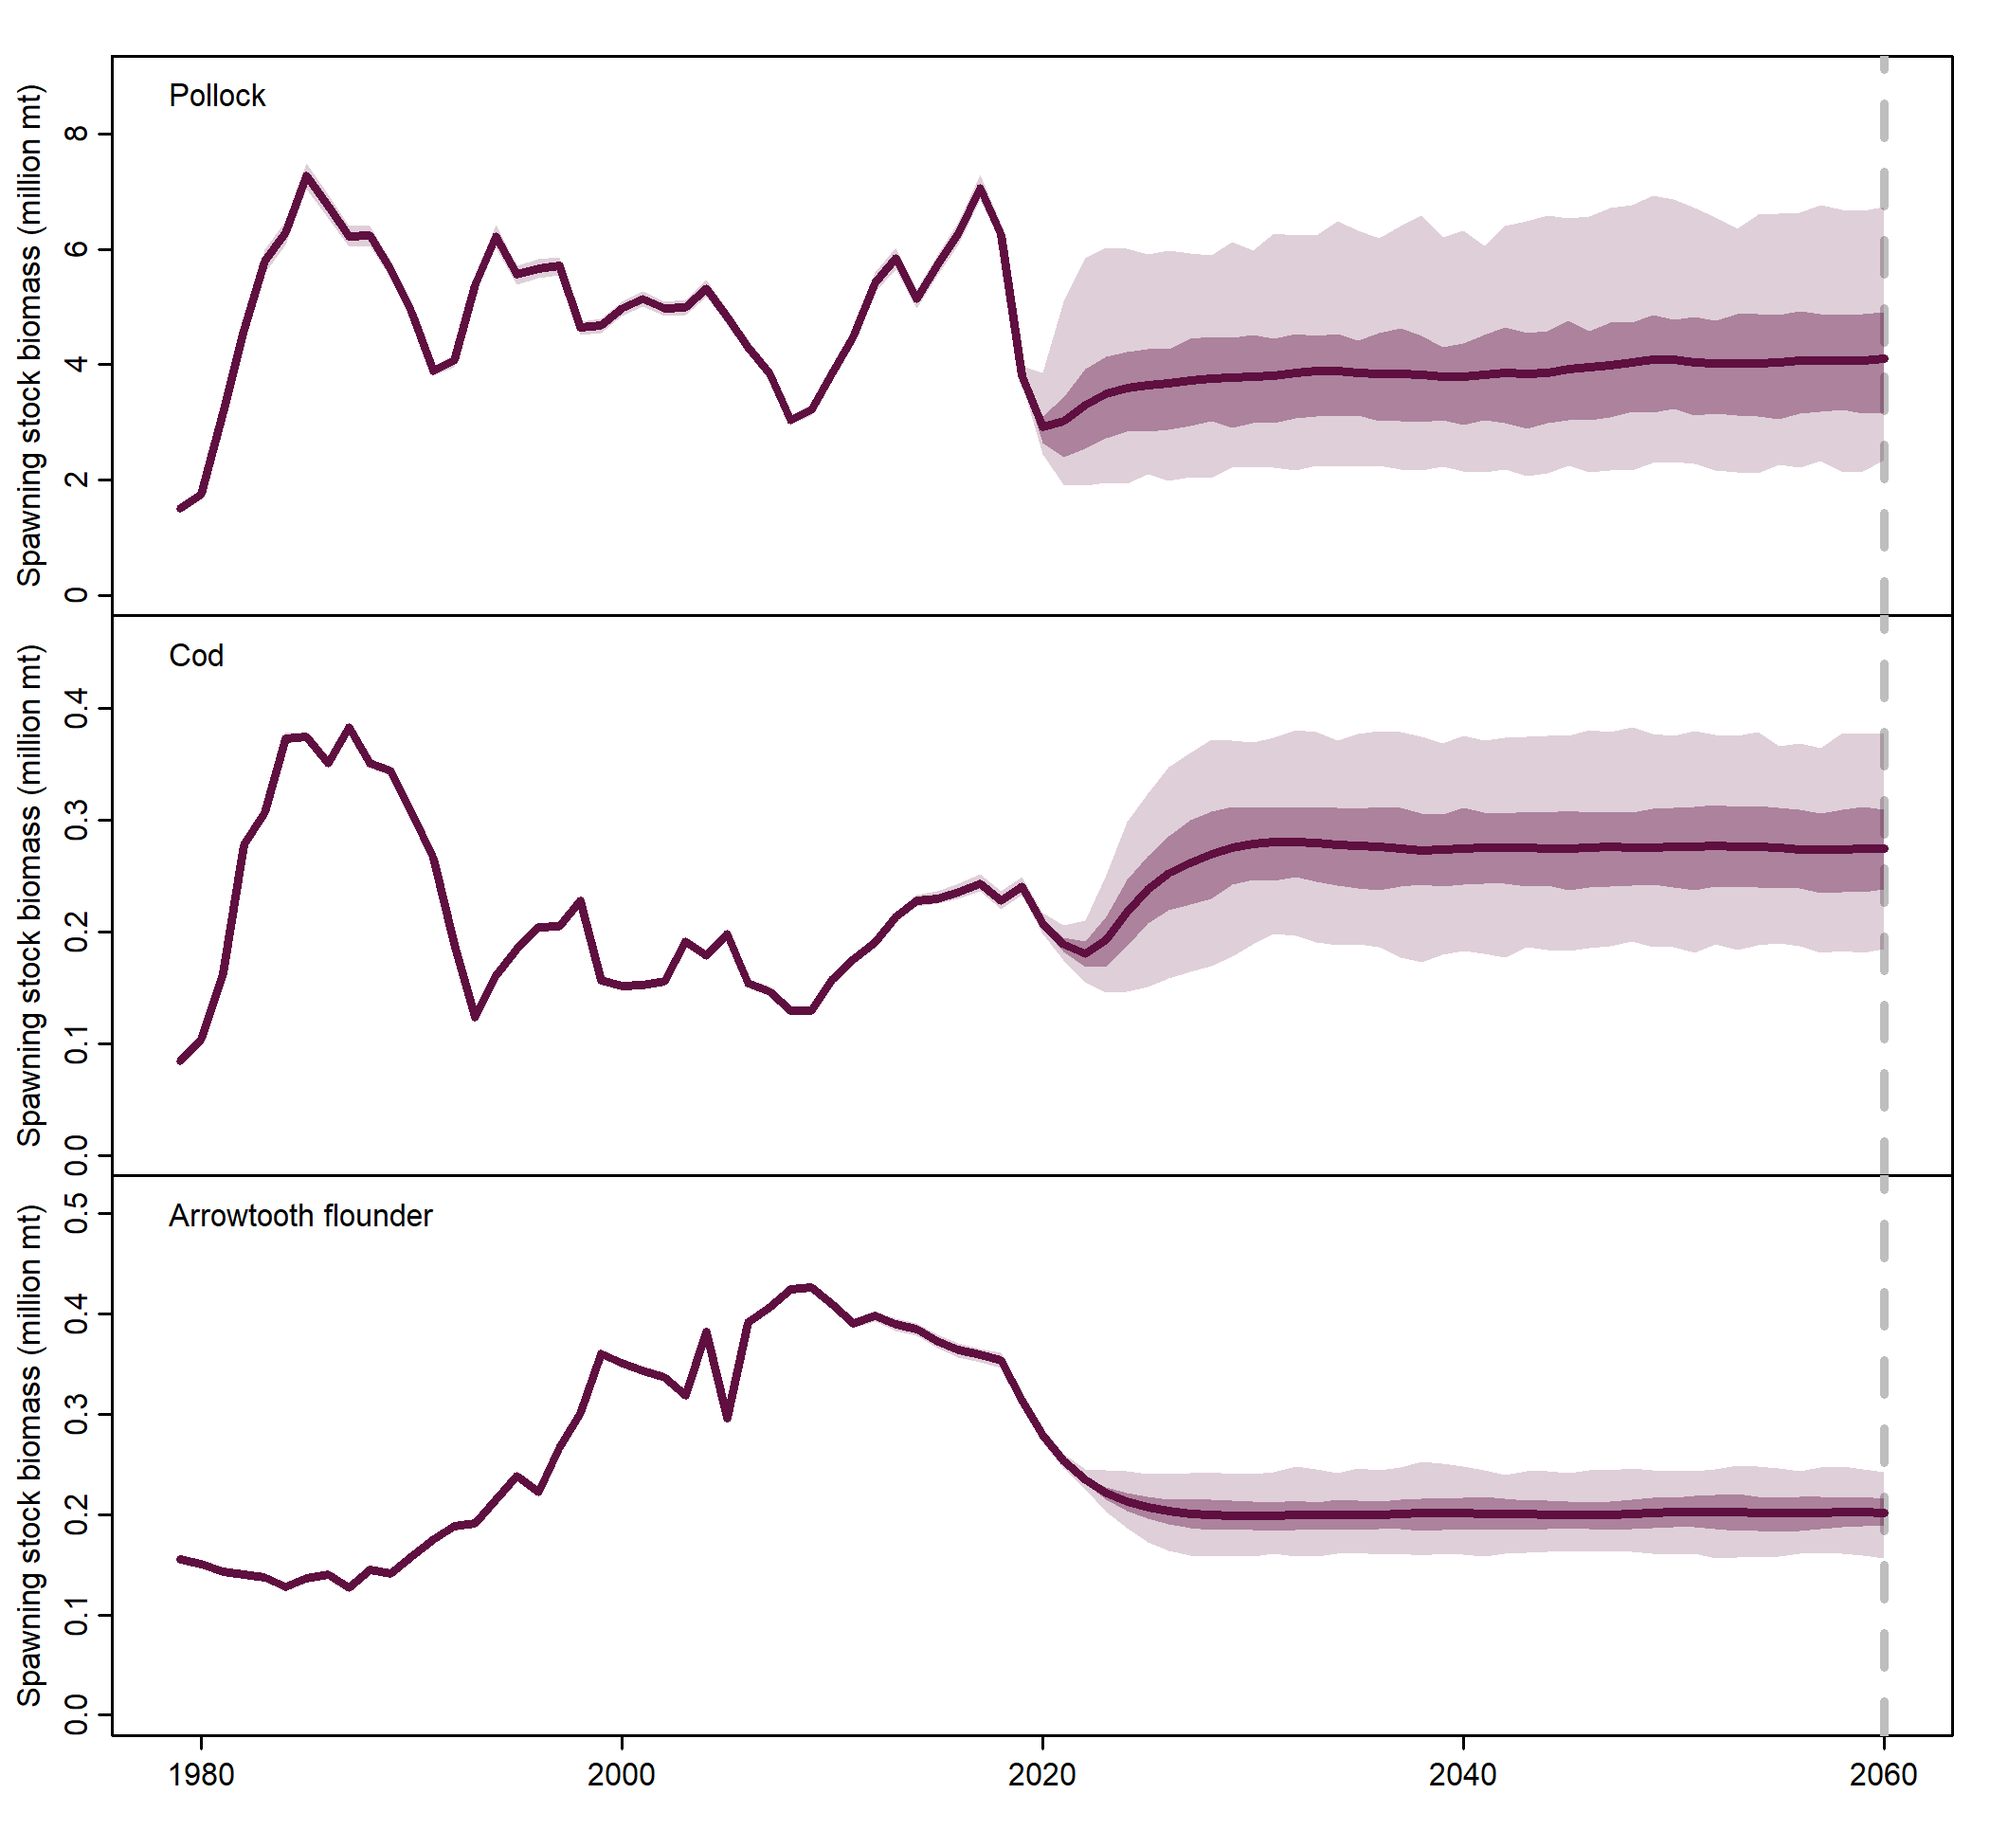 Pollock
Spawning stock biomass (million mt)
8
6
4
2
0
Cod
Spawning stock biomass (million mt)
0.4
0.3
0.2
0.1
0.0
Arrowtooth flounder
Spawning stock biomass (million mt)
0.5
0.4
0.3
0.2
0.1
0.0
1980 2000 2020 2040 2060